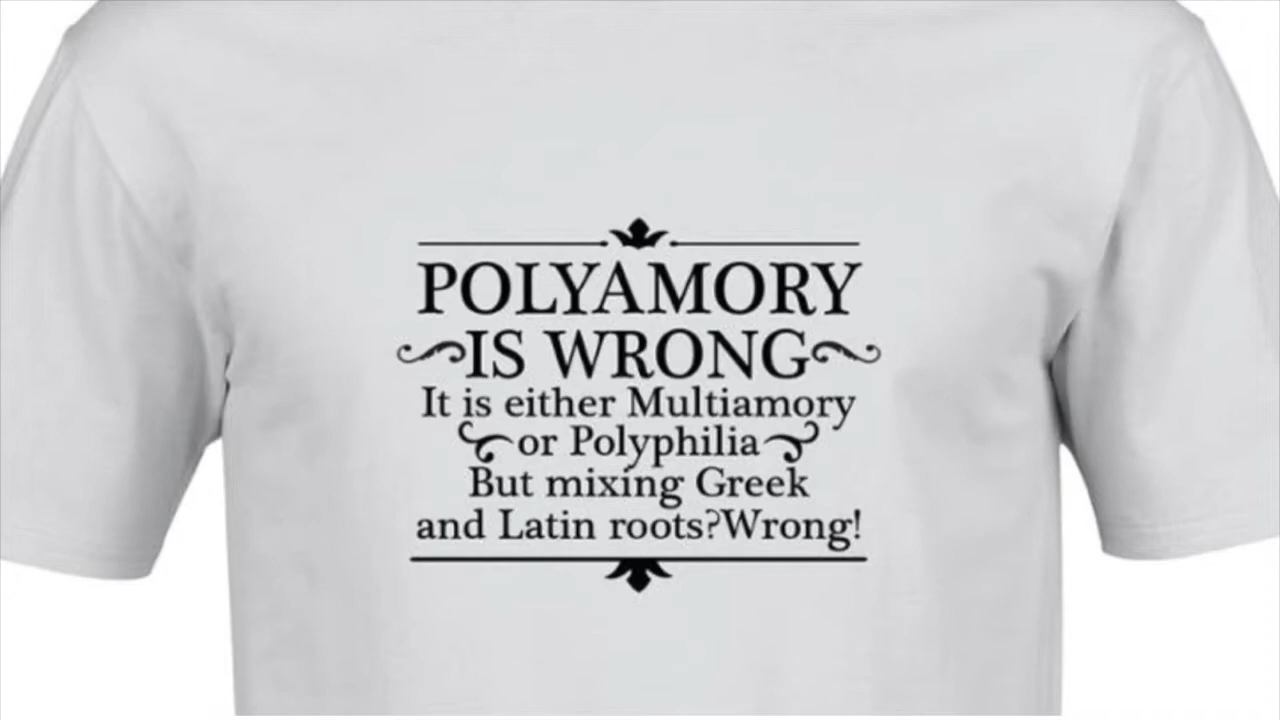 POLYAMORY
IS WRONG
It is either Multiamory
or Polyphilia
But mixing Greek
and Latin roots?Wrong!